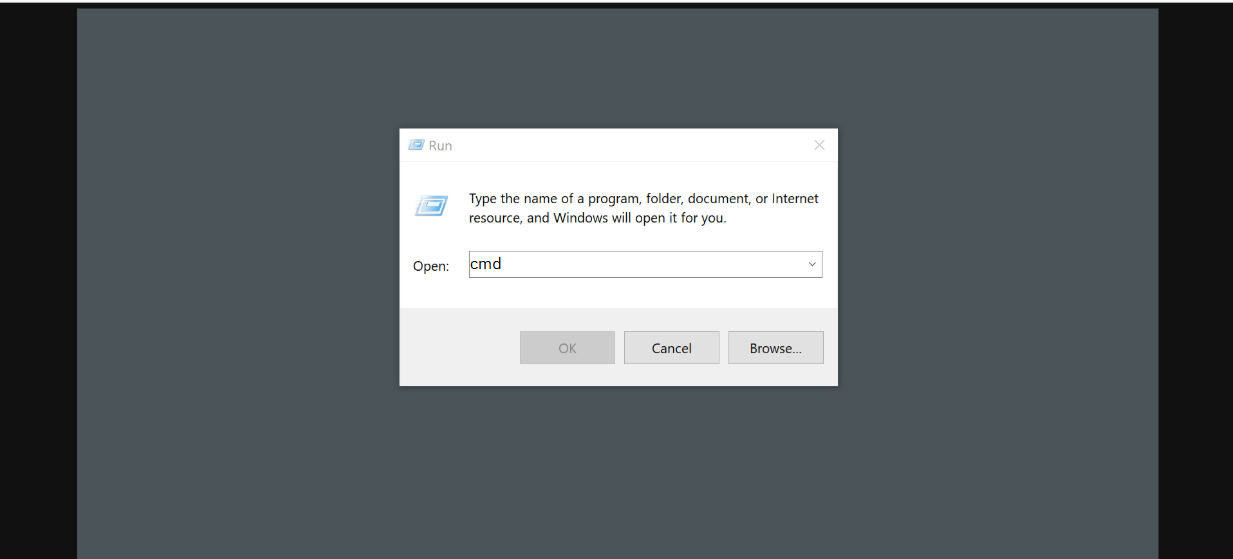 Run
Type the name of a program, folder, document, or Internet
resource, and Windows will open it for you.
Open:
cmd
OK
Cancel
Browse...